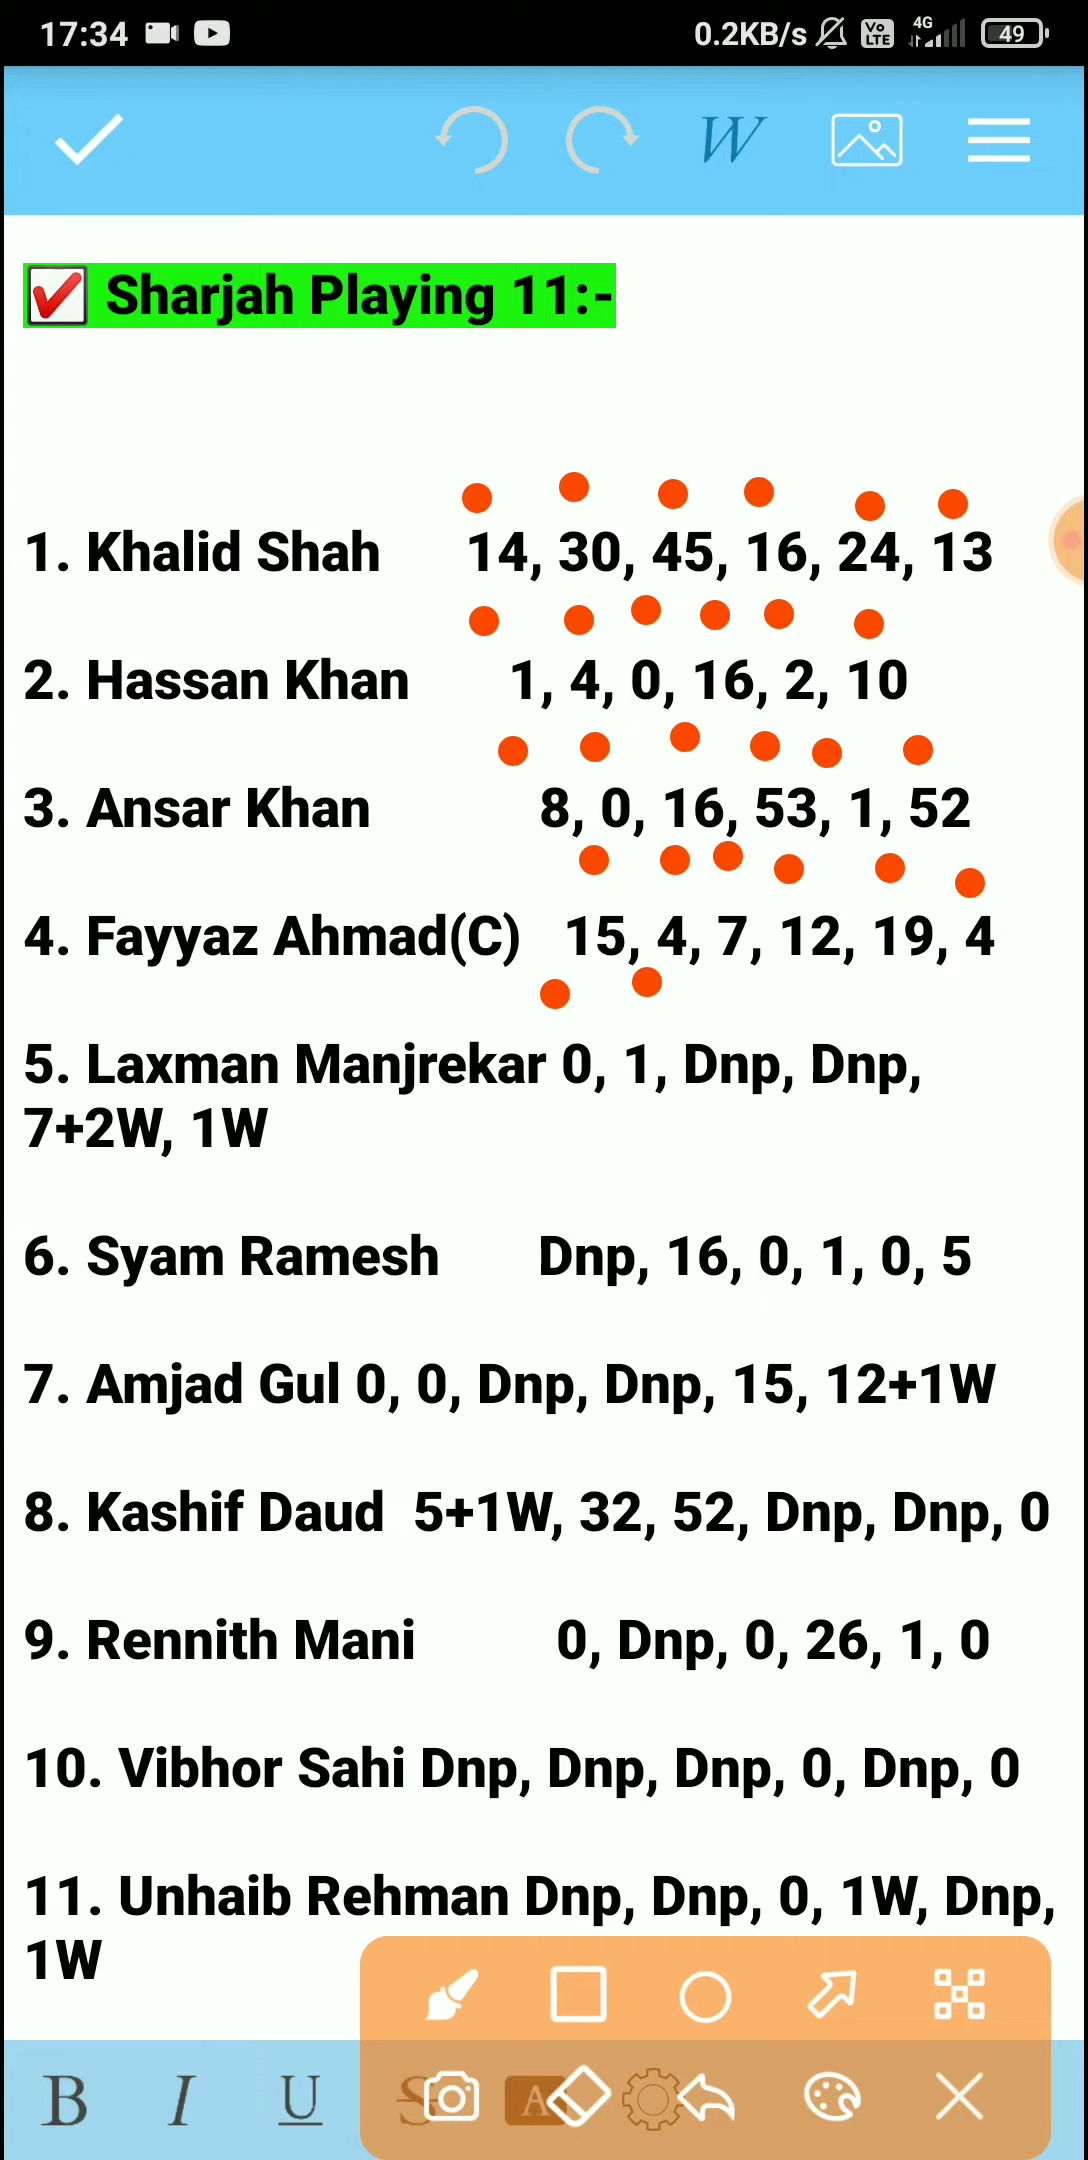 17:34 0.2KB/s Vo LTE 4G 49
W
Sharjah Playing 11:-
1. Khalid Shah 14, 30, 45, 16, 24, 13
2. Hassan Khan 1, 4, 0, 16, 2, 10
3. Ansar Khan 8, 0, 16, 53, 1, 52
4. Fayyaz Ahmad(C) 15, 4, 7, 12, 19, 4
5. Laxman Manjrekar 0, 1, Dnp, Dnp,
7+2W, 1W
6. Syam Ramesh Dnp, 16, 0, 1, 0, 5
7. Amjad Gul 0, 0, Dnp, Dnp, 15, 12+1W
8. Kashif Daud 5+1W, 32, 52, Dnp, Dnp, 0
9. Rennith Mani 0, Dnp, 0, 26, 1, 0
10. Vibhor Sahi Dnp, Dnp, Dnp, 0, Dnp, 0
11. Unhaib Rehman Dnp, Dnp, 0, 1W, Dnp,
1W
B I U S A